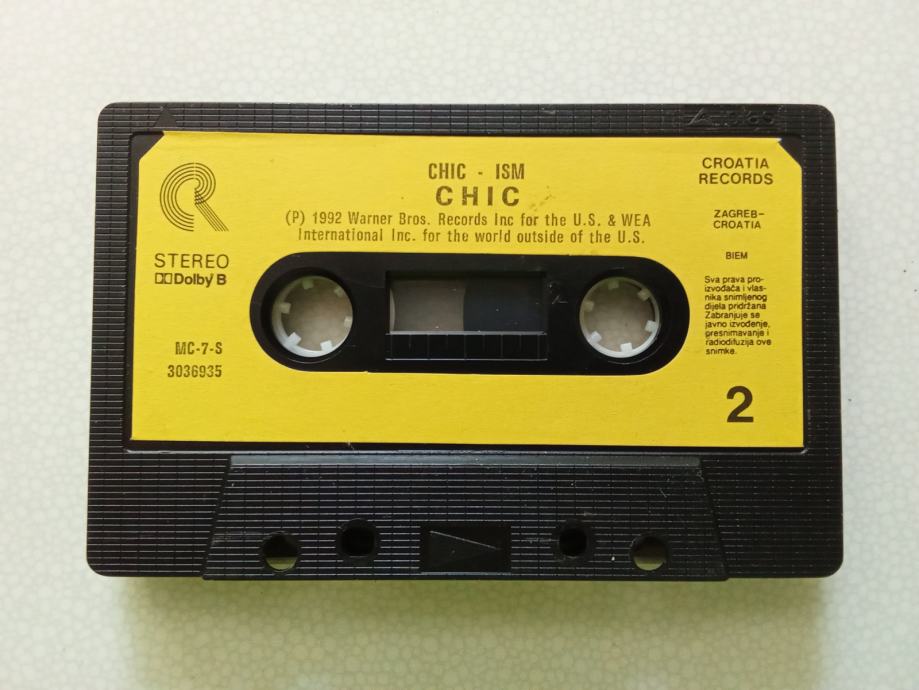 CHIC - ISM
CHIC
(P) 1992 Warner Bros. Records Inc for the U.S. & WEA
International Inc. for the world outside of the U.S.
STEREO
Dolby B
MC-7-S
3036935
CROATIA
RECORDS
ZAGREB-
CROATIA
BIEM
Sva prava pro-
izvođača i vlas-
nika snimljenog
dijela pridržana
Zabranjuje se
javno izvođenje,
presnimavanje i
radiodifuzija ove
snimke.
2
2